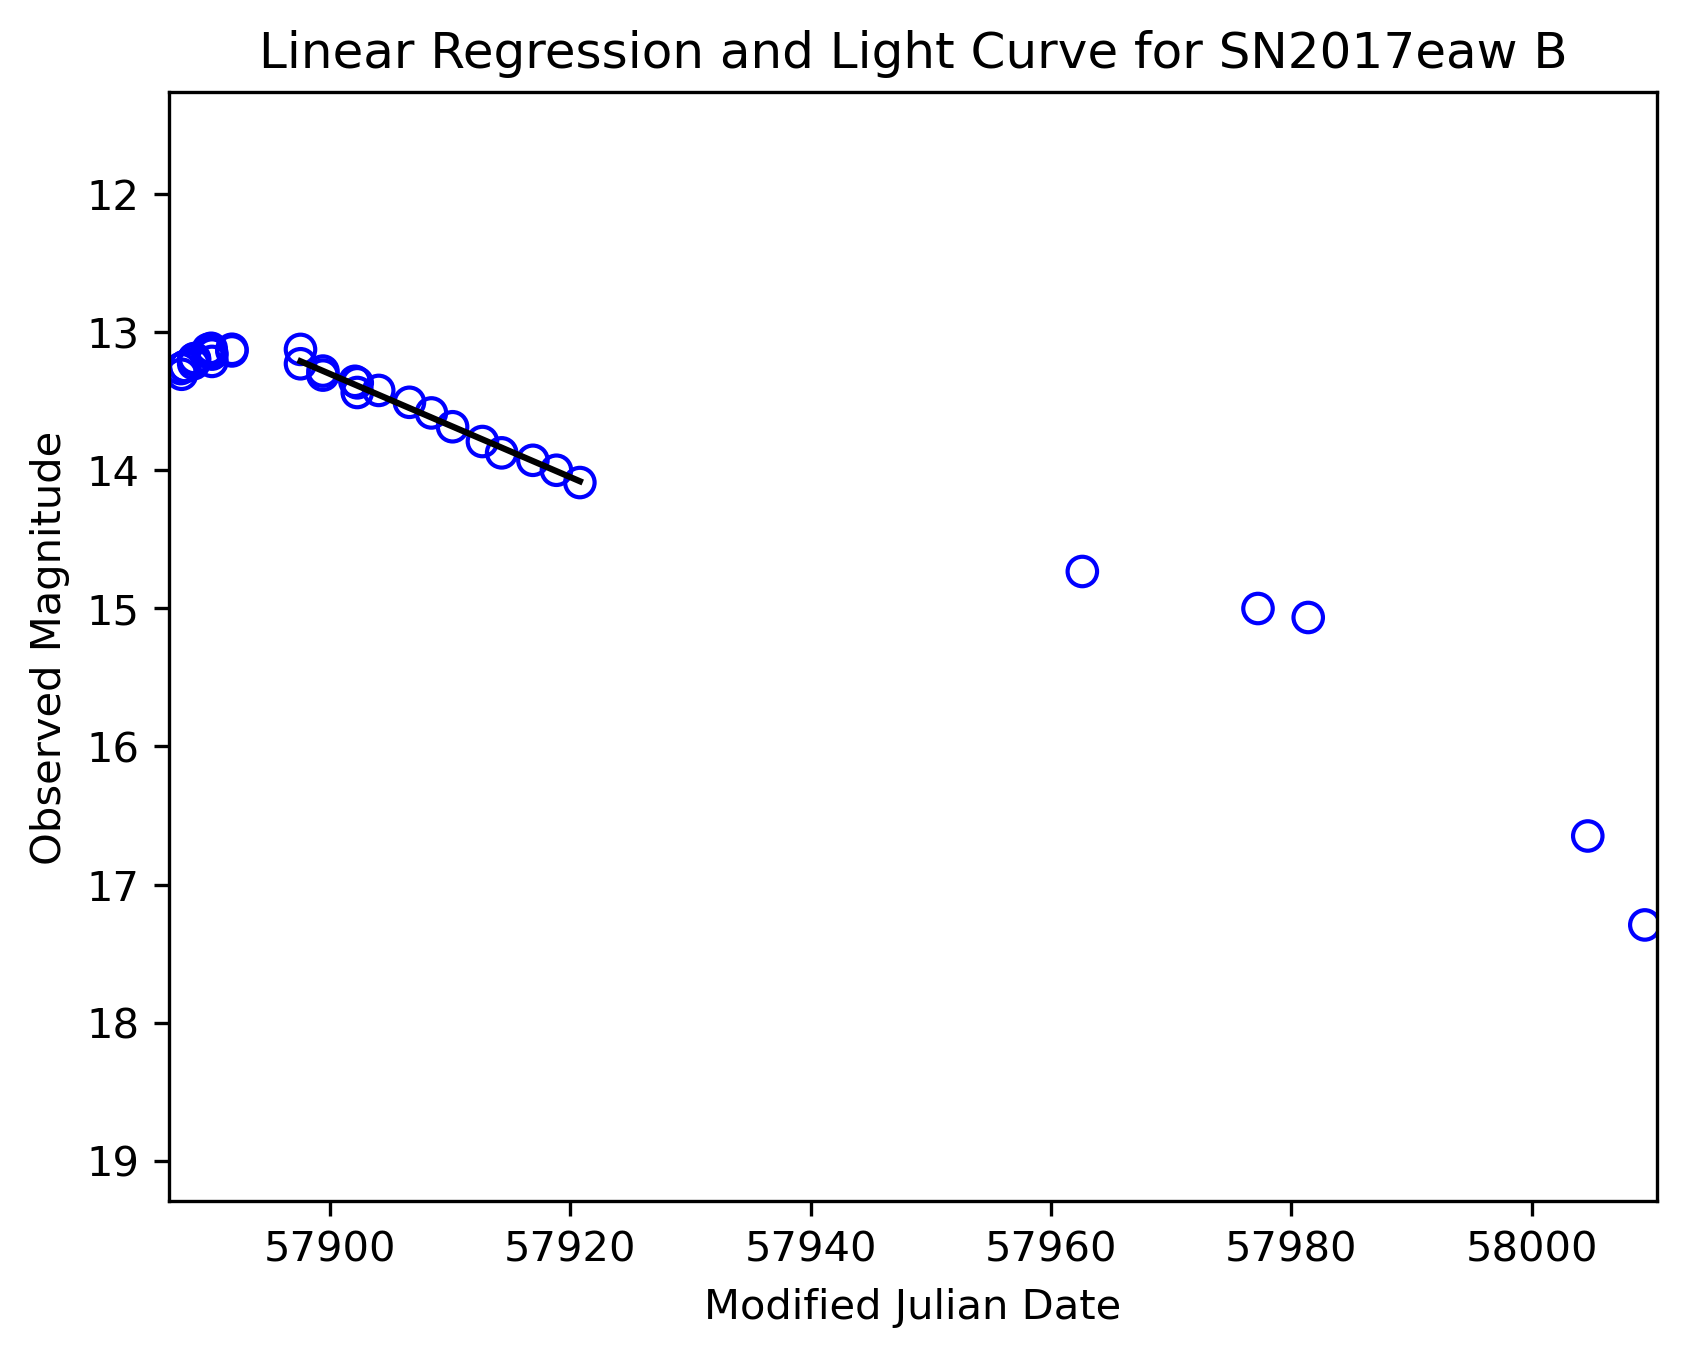 Linear Regression and Light Curve for SN2017eaw B
12
13
14
15
16
17
18
19
Observed Magnitude
57900 57920 57940 57960 57980 58000
Modified Julian Date